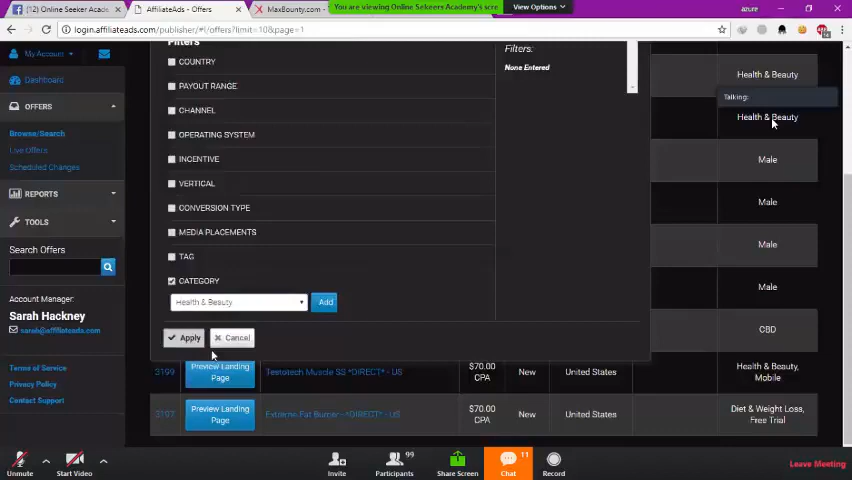 (12) Online Seeker Acade
AffiliateAds - Offers
MaxBounty.com -
You are viewing Online Seekers Academy's scre
View Options
azure
login.affiliateads.com/publisher/#!/offers?limit=10&page=1
My Account
Dashboard
OFFERS
Browse/Search
Live Offers
Scheduled Changes
REPORTS
TOOLS
Search Offers
Account Manager:
Sarah Hackney
sarah@affiliateads.com
Terms of Service
Privacy Policy
Contact Support
Filters
COUNTRY
PAYOUT RANGE
CHANNEL
OPERATING SYSTEM
INCENTIVE
VERTICAL
CONVERSION TYPE
MEDIA PLACEMENTS
TAG
CATEGORY
Health & Beauty
Add
Apply
Cancel
Filters:
None Entered
Health & Beauty
Talking:
Health & Beauty
Male
Male
Male
Male
CBD
3199 Preview Landing Page Testotech Muscle SS *DIRECT* - US $70.00 CPA New United States Health & Beauty, Mobile
3197 Preview Landing Page Extreme Fat Burner - *DIRECT* - US $70.00 CPA New United States Diet & Weight Loss, Free Trial
Unmute
Start Video
Invite
99
Participants
Share Screen
11
Chat
Record
Leave Meeting